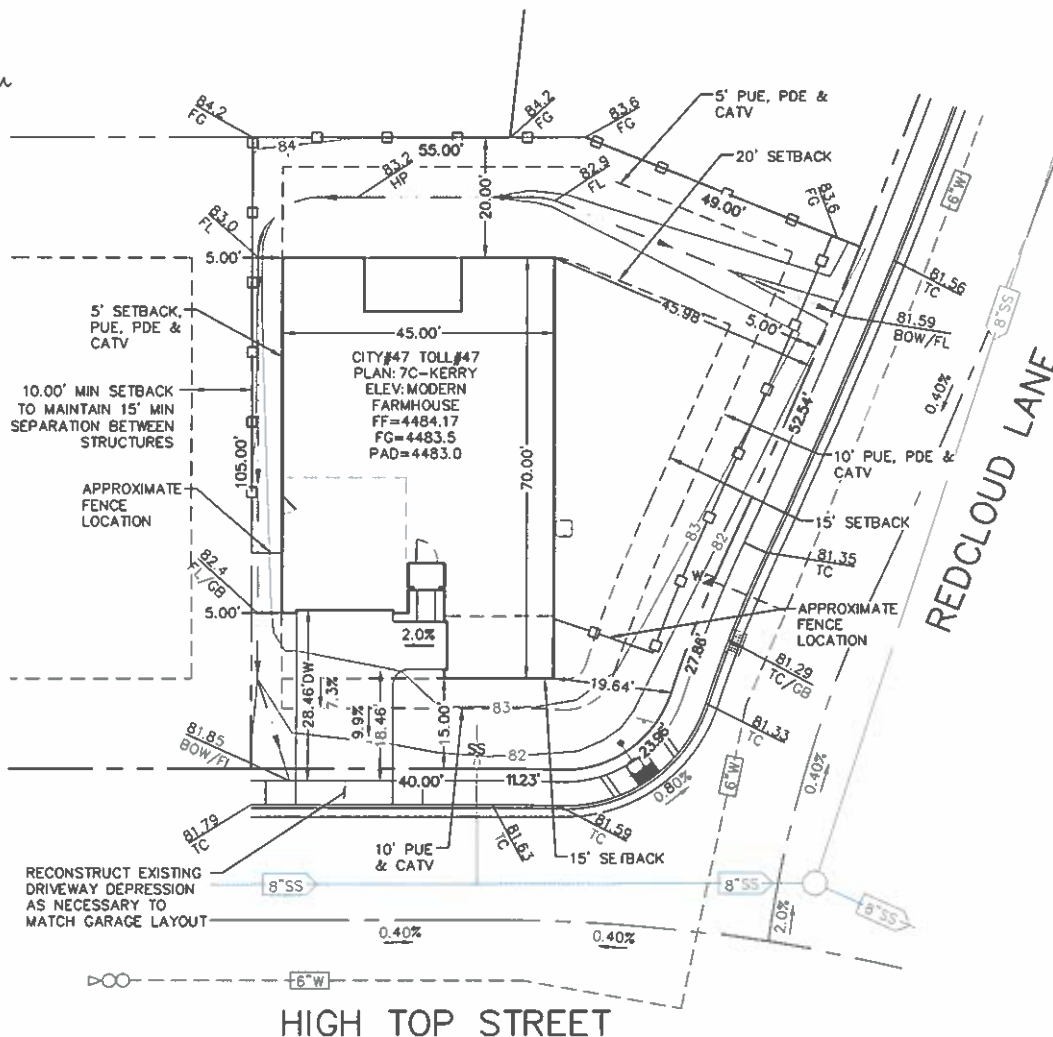 84.2
FG
84
55.00'
84.2
FG
83.6
FG
5' PUE, PDE &
CATV
20' SETBACK
83.2
HP
82.9
FL
20.00'
49.00'
83.6
FG
6"W
83.0
FL
5.00'
81.56
TC
8"SS
5' SETBACK,
PUE, PDE &
CATV
45.00'
45.98'
5.00'
81.59
BOW/FL
0.40%
CITY#47 TOLL#47
PLAN: 7C-KERRY
ELEV: MODERN
FARMHOUSE
FF=4484.17
FG=4483.5
PAD=4483.0
10.00' MIN SETBACK
TO MAINTAIN 15' MIN
SEPARATION BETWEEN
STRUCTURES
105.00'
70.00'
52.54'
10' PUE, PDE &
CATV
15' SETBACK
REDCLOUD LANE
APPROXIMATE
FENCE
LOCATION
83
82
81.35
TC
82.4
FL/GB
5.00'
W
APPROXIMATE
FENCE
LOCATION
2.0%
27.86'
81.29
TC/GB
28.46'DW
7.3%
9.9%
18.46'
15.00'
19.64'
83
81.33
TC
SS
82
23.96'
81.85
BOW/FL
40.00'
11.23'
0.80%
6"W
0.40%
0.40%
81.79
TC
81.63
TC
81.59
TC
10' PUE
& CATV
15' SETBACK
RECONSTRUCT EXISTING
DRIVEWAY DEPRESSION
AS NECESSARY TO
MATCH GARAGE LAYOUT
8"SS
8"SS
8"SS
2.0%
0.40%
0.40%
6"W
HIGH TOP STREET